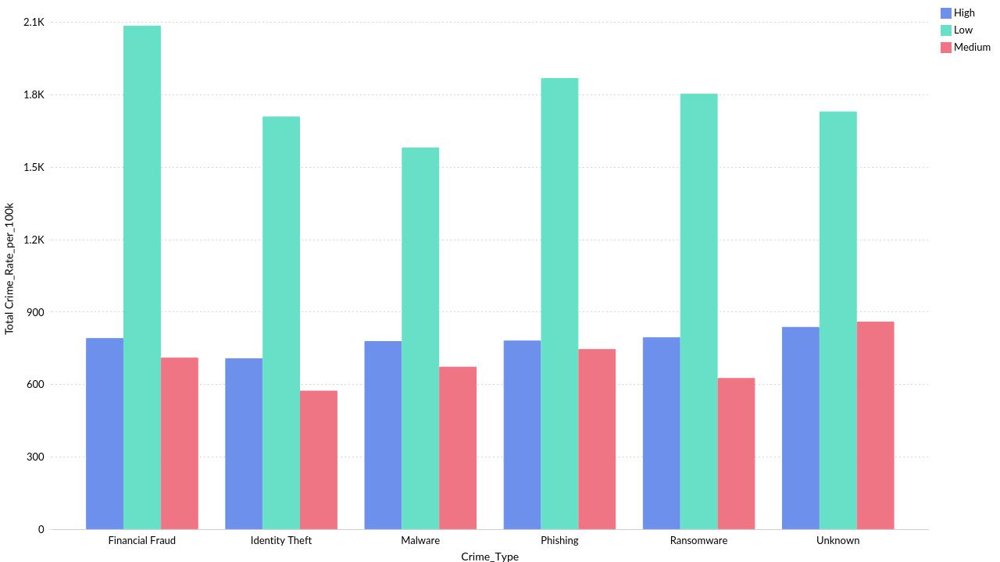 High
Low
Medium
2.1K
1.8K
1.5K
1.2K
900
600
300
0
Total Crime_Rate_per_100k
Financial Fraud
Identity Theft
Malware
Phishing
Ransomware
Unknown
Crime_Type